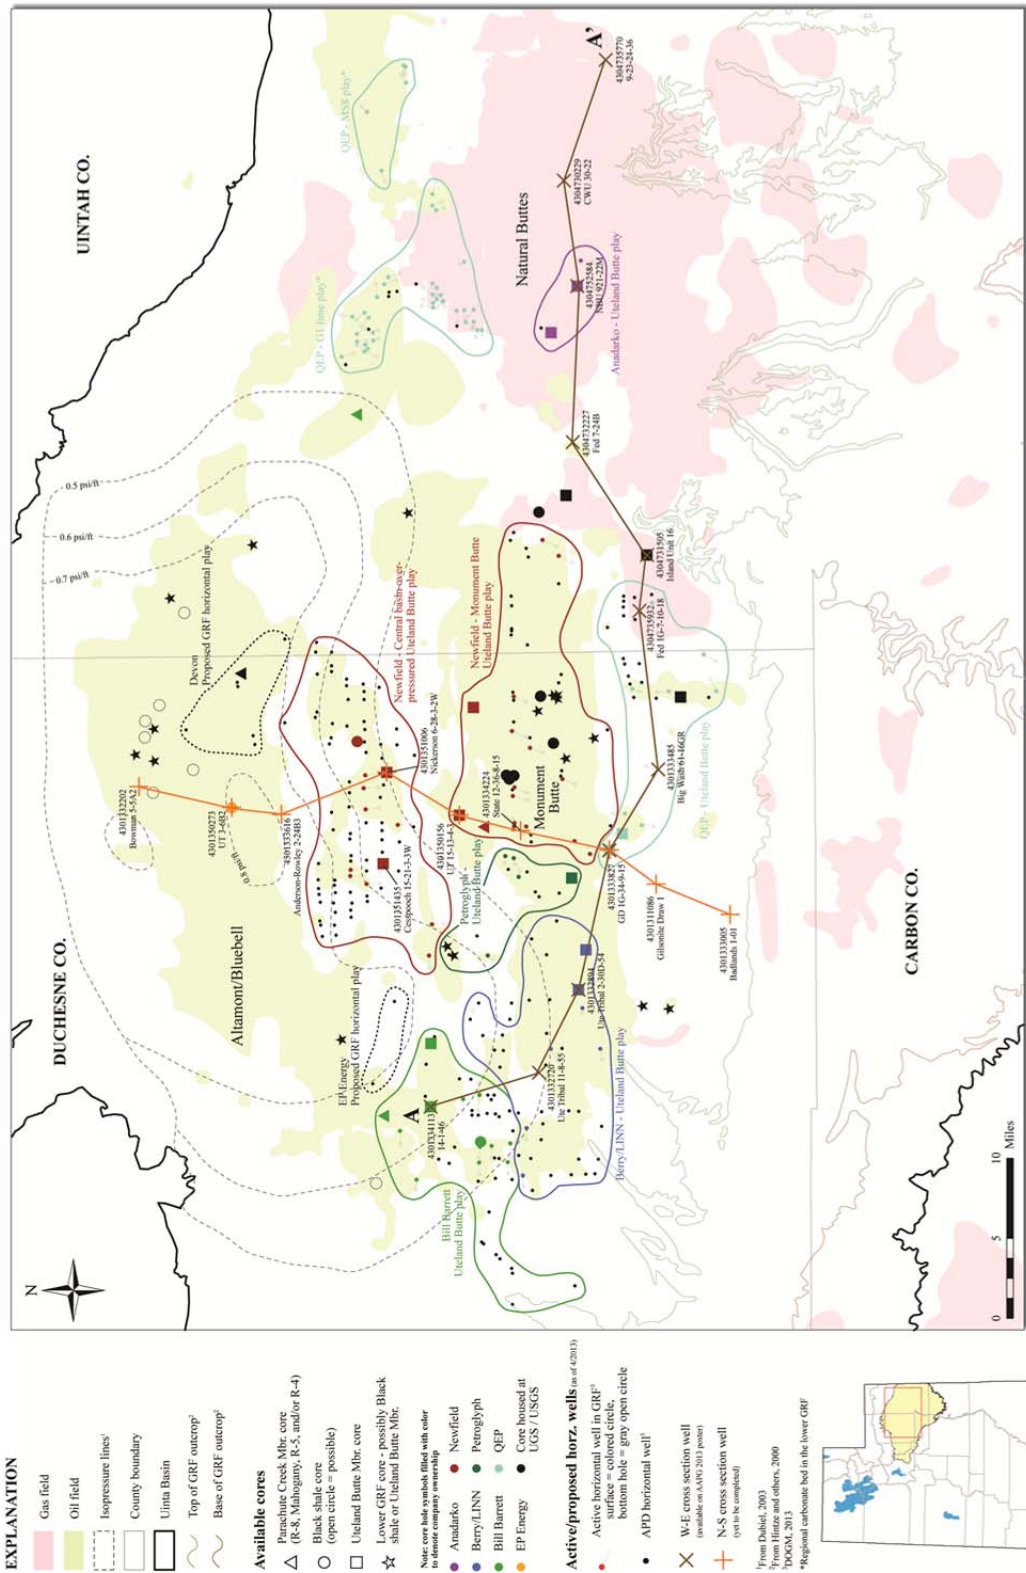 EXPLANATION
Gas field
Oil field
Isopressure lines¹
County boundary
Uinta Basin
Top of GRF outcrop²
Base of GRF outcrop²
Available cores
Parachute Creek Mbr. core
(R-8, Mahogany, R-5, and/or R-4)
Black shale core
(open circle = possible)
Uteland Butte Mbr. core
Lower GRF core - possibly Black
shale or Uteland Butte Mbr.
Note: core hole symbols filled with color
to denote company ownership
Anadarko
Newfield
Berry/LINN
Petroglyph
Bill Barrett
QEP
EP Energy
Core housed at
UGS / USGS
Active/proposed horz. wells (as of 4/2013)
Active horizontal well in GRF³
surface = colored circle,
bottom hole = gray open circle
APD horizontal well³
W-E cross section well
(available on AAPG 2013 poster)
N-S cross section well
(yet to be completed)
¹From Dubiel, 2003
²From Hintze and others, 2000
³DOGM, 2013
*Regional carbonate bed in the lower GRF
N
DUCHESNE CO.
UINTAH CO.
CARBON CO.
Altamont/Bluebell
Monument
Butte
Natural Buttes
A
A'
0.5 psi/ft
0.6 psi/ft
0.7 psi/ft
0.8 psi/ft
QEP - MSS play*
QEP - G1 lime play*
Devon
Proposed GRF horizontal play
EP-Energy
Proposed GRF horizontal play
Newfield - Central basin over-
pressured Uteland Butte play
Newfield - Monument Butte
Uteland Butte play
Petroglyph -
Uteland Butte play
Bill Barrett
Uteland Butte play
Berry/LINN - Uteland Butte play
QEP - Uteland Butte play
Anadarko - Uteland Butte play
4301332202
Bowman 5-5A2
4301350273
UT 3-6B2
4301333616
Anderson-Rowley 2-24B3
4301351006
Nickerson 6-28-3-2W
4301351435
Cesspooch 15-21-3-3W
4301350156
UT 15-13-4-3
4301334224
State 12-36-8-15
4301333827
GD 1G-34-9-15
4301311086
Gilsonite Draw 1
4301333005
Badlands 1-01
4301334113
14-1-46
4301332720
Ute Tribal 11-8-55
Ute Tribal 2-30D-54
4301333485
Big Wash 61-46GR
4304735932
Fed 1G-7-10-18
4304731505
Island Unit 16
4304732227
Fed 7-24B
4304752584
NBU 921-22M
4304730229
CWU 30-22
4304735770
9-23-24-36
0
5
10
Miles